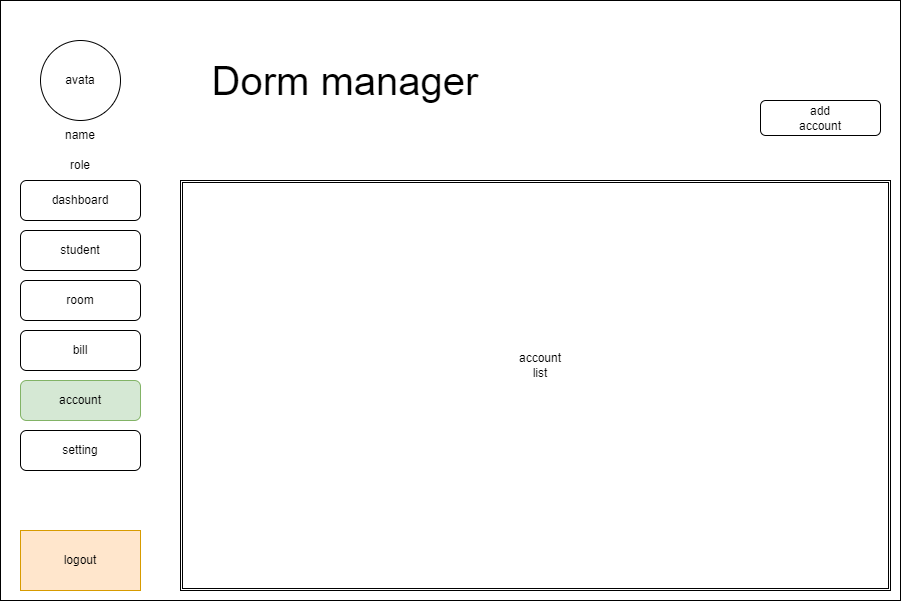 avata
name
role
Dorm manager
add
account
dashboard
student
room
bill
account
setting
logout
account
list